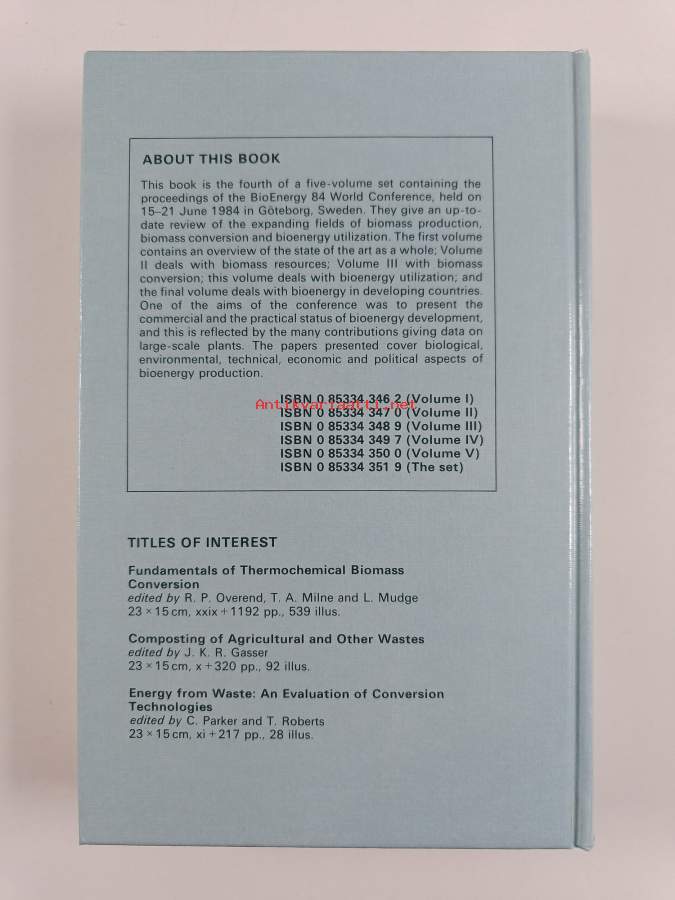 ABOUT THIS BOOK
This book is the fourth of a five-volume set containing the
proceedings of the BioEnergy 84 World Conference, held on
15–21 June 1984 in Göteborg, Sweden. They give an up-to-
date review of the expanding fields of biomass production,
biomass conversion and bioenergy utilization. The first volume
contains an overview of the state of the art as a whole; Volume
II deals with biomass resources; Volume III with biomass
conversion; this volume deals with bioenergy utilization; and
the final volume deals with bioenergy in developing countries.
One of the aims of the conference was to present the
commercial and the practical status of bioenergy development,
and this is reflected by the many contributions giving data on
large-scale plants. The papers presented cover biological,
environmental, technical, economic and political aspects of
bioenergy production.
ISBN 0 85334 346 2 (Volume I)
Antikvariaatti.net
ISBN 0 85334 347 0 (Volume II)
ISBN 0 85334 348 9 (Volume III)
ISBN 0 85334 349 7 (Volume IV)
ISBN 0 85334 350 0 (Volume V)
ISBN 0 85334 351 9 (The set)
TITLES OF INTEREST
Fundamentals of Thermochemical Biomass
Conversion
edited by R. P. Overend, T. A. Milne and L. Mudge
23 × 15 cm, xxix + 1192 pp., 539 illus.
Composting of Agricultural and Other Wastes
edited by J. K. R. Gasser
23 × 15 cm, x + 320 pp., 92 illus.
Energy from Waste: An Evaluation of Conversion
Technologies
edited by C. Parker and T. Roberts
23 × 15 cm, xi + 217 pp., 28 illus.